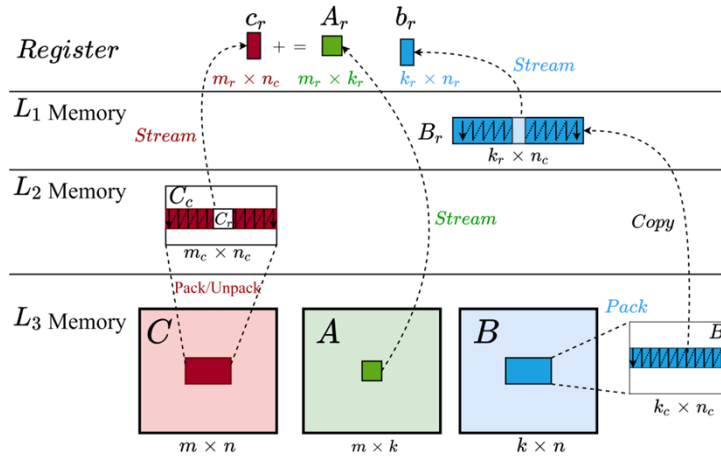 c_r A_r b_r
Register + =
m_r × n_c m_r × k_r k_r × n_r
Stream
L_1 Memory
Stream B_r
k_r × n_c
L_2 Memory
C_c
C_r
Stream Copy
m_c × n_c
Pack/Unpack
L_3 Memory Pack
C A B B
k_c × n_c
m × n m × k k × n